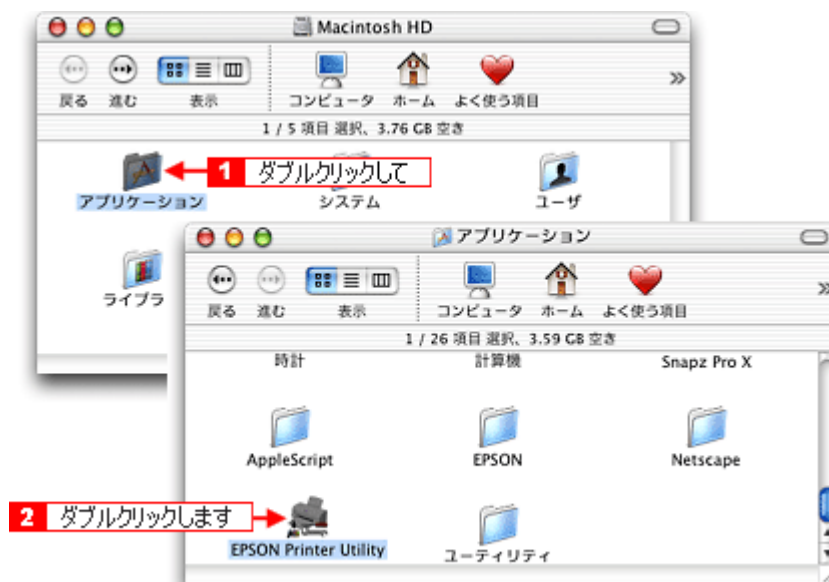 Macintosh HD
戻る 進む 表示 コンピュータ ホーム よく使う項目
1 / 5 項目 選択、3.76 GB 空き
1 ダブルクリックして
アプリケーション システム ユーザ
ライブラ
アプリケーション
戻る 進む 表示 コンピュータ ホーム よく使う項目
1 / 26 項目 選択、3.59 GB 空き
時計 計算機 Snapz Pro X
AppleScript EPSON Netscape
2 ダブルクリックします
EPSON Printer Utility ユーティリティ